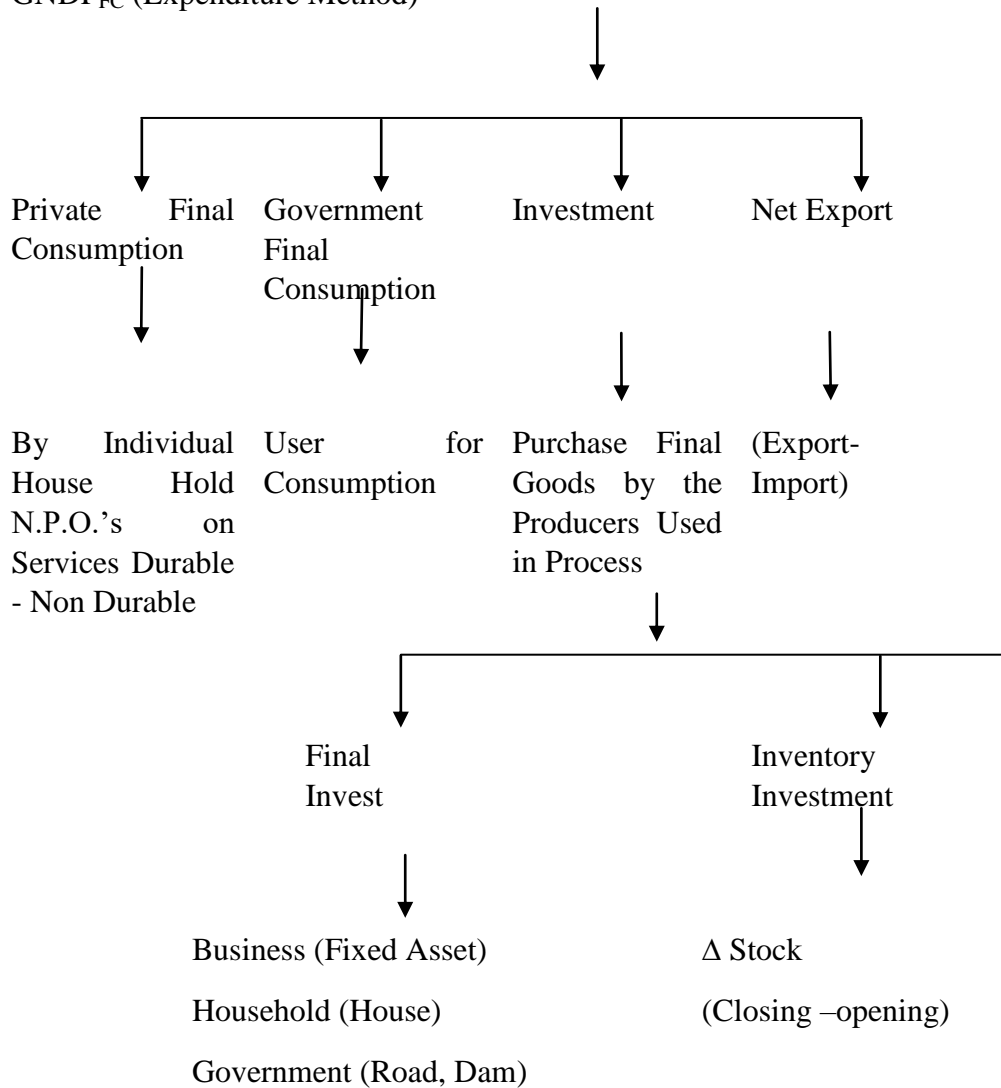 (Expenditure Method)
Private Final
Consumption
Government
Final
Consumption
Investment
Net Export
By Individual
House Hold
N.P.O.'s on
Services Durable
- Non Durable
User for
Consumption
Purchase Final
Goods by the
Producers Used
in Process
(Export-
Import)
Final
Invest
Inventory
Investment
Business (Fixed Asset)
Household (House)
Government (Road, Dam)
Δ Stock
(Closing –opening)